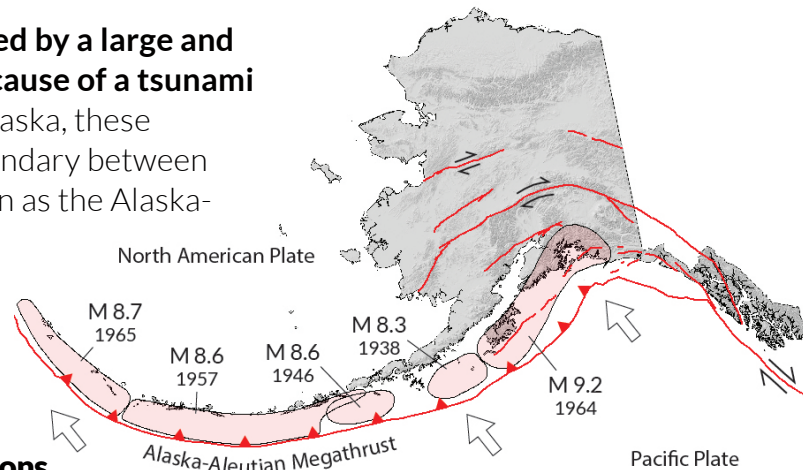 ed by a large and
cause of a tsunami
aska, these
ndary between
n as the Alaska-
North American Plate
M 8.7
1965
M 8.6
1957
M 8.6
1946
M 8.3
1938
M 9.2
1964
Alaska-Aleutian Megathrust
Pacific Plate
ons